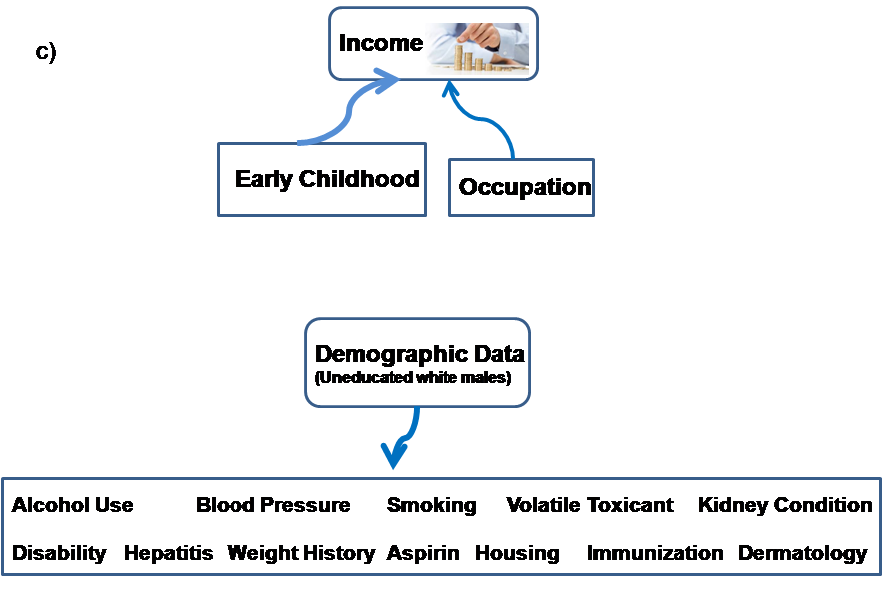 c)
Income
Early Childhood
Occupation
Demographic Data
(Uneducated white males)
Alcohol Use Blood Pressure Smoking Volatile Toxicant Kidney Condition
Disability Hepatitis Weight History Aspirin Housing Immunization Dermatology